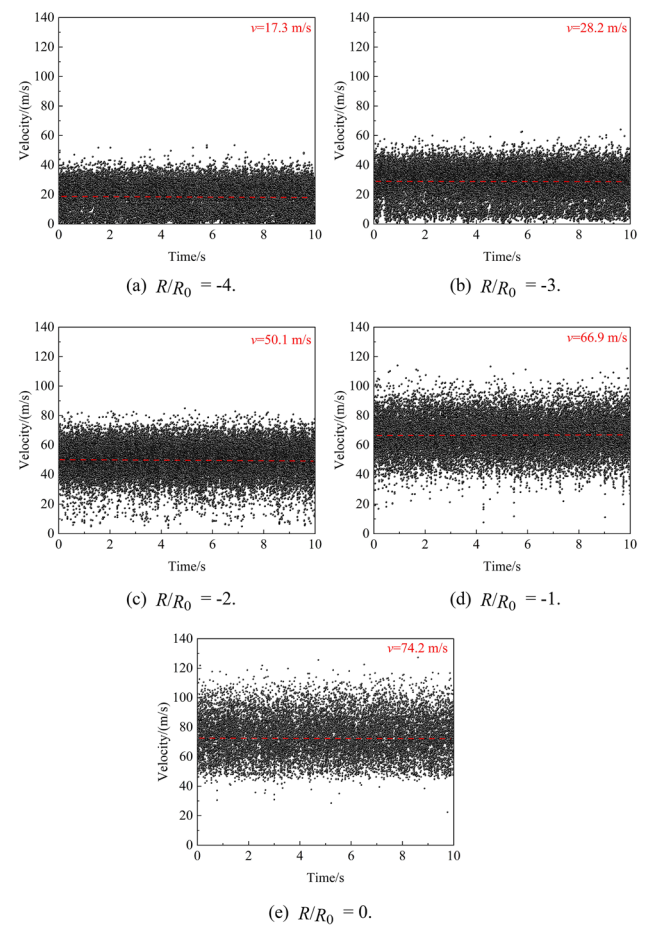 140
v=17.3 m/s
120
100
80
60
40
20
0
Velocity/(m/s)
0 2 4 6 8 10
Time/s
(a) R/R0 = -4.
140
v=28.2 m/s
120
100
80
60
40
20
0
Velocity/(m/s)
0 2 4 6 8 10
Time/s
(b) R/R0 = -3.
140
v=50.1 m/s
120
100
80
60
40
20
0
Velocity/(m/s)
0 2 4 6 8 10
Time/s
(c) R/R0 = -2.
140
v=66.9 m/s
120
100
80
60
40
20
0
Velocity/(m/s)
0 2 4 6 8 10
Time/s
(d) R/R0 = -1.
140
v=74.2 m/s
120
100
80
60
40
20
0
Velocity/(m/s)
0 2 4 6 8 10
Time/s
(e) R/R0 = 0.